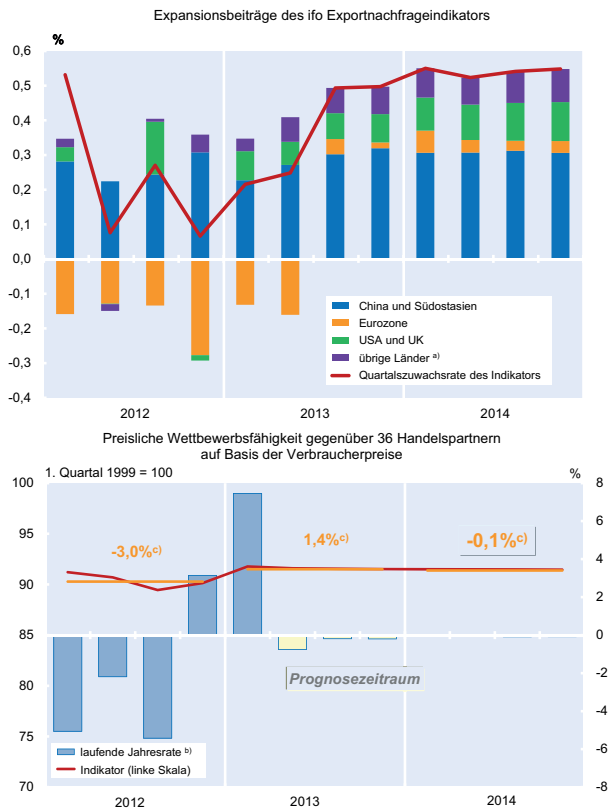 Expansionsbeiträge des ifo Exportnachfrageindikators
%
0,6
0,5
0,4
0,3
0,2
0,1
0,0
-0,1
-0,2
-0,3
-0,4
China und Südostasien
Eurozone
USA und UK
übrige Länder a)
Quartalszuwachsrate des Indikators
2012 2013 2014
Preisliche Wettbewerbsfähigkeit gegenüber 36 Handelspartnern
auf Basis der Verbraucherpreise
1. Quartal 1999 = 100 %
100 8
95 6
90 4
2
85 0
80 -2
-4
75 -6
70 -8
-3,0% c) 1,4% c) -0,1% c)
Prognosezeitraum
laufende Jahresrate b)
Indikator (linke Skala)
2012 2013 2014